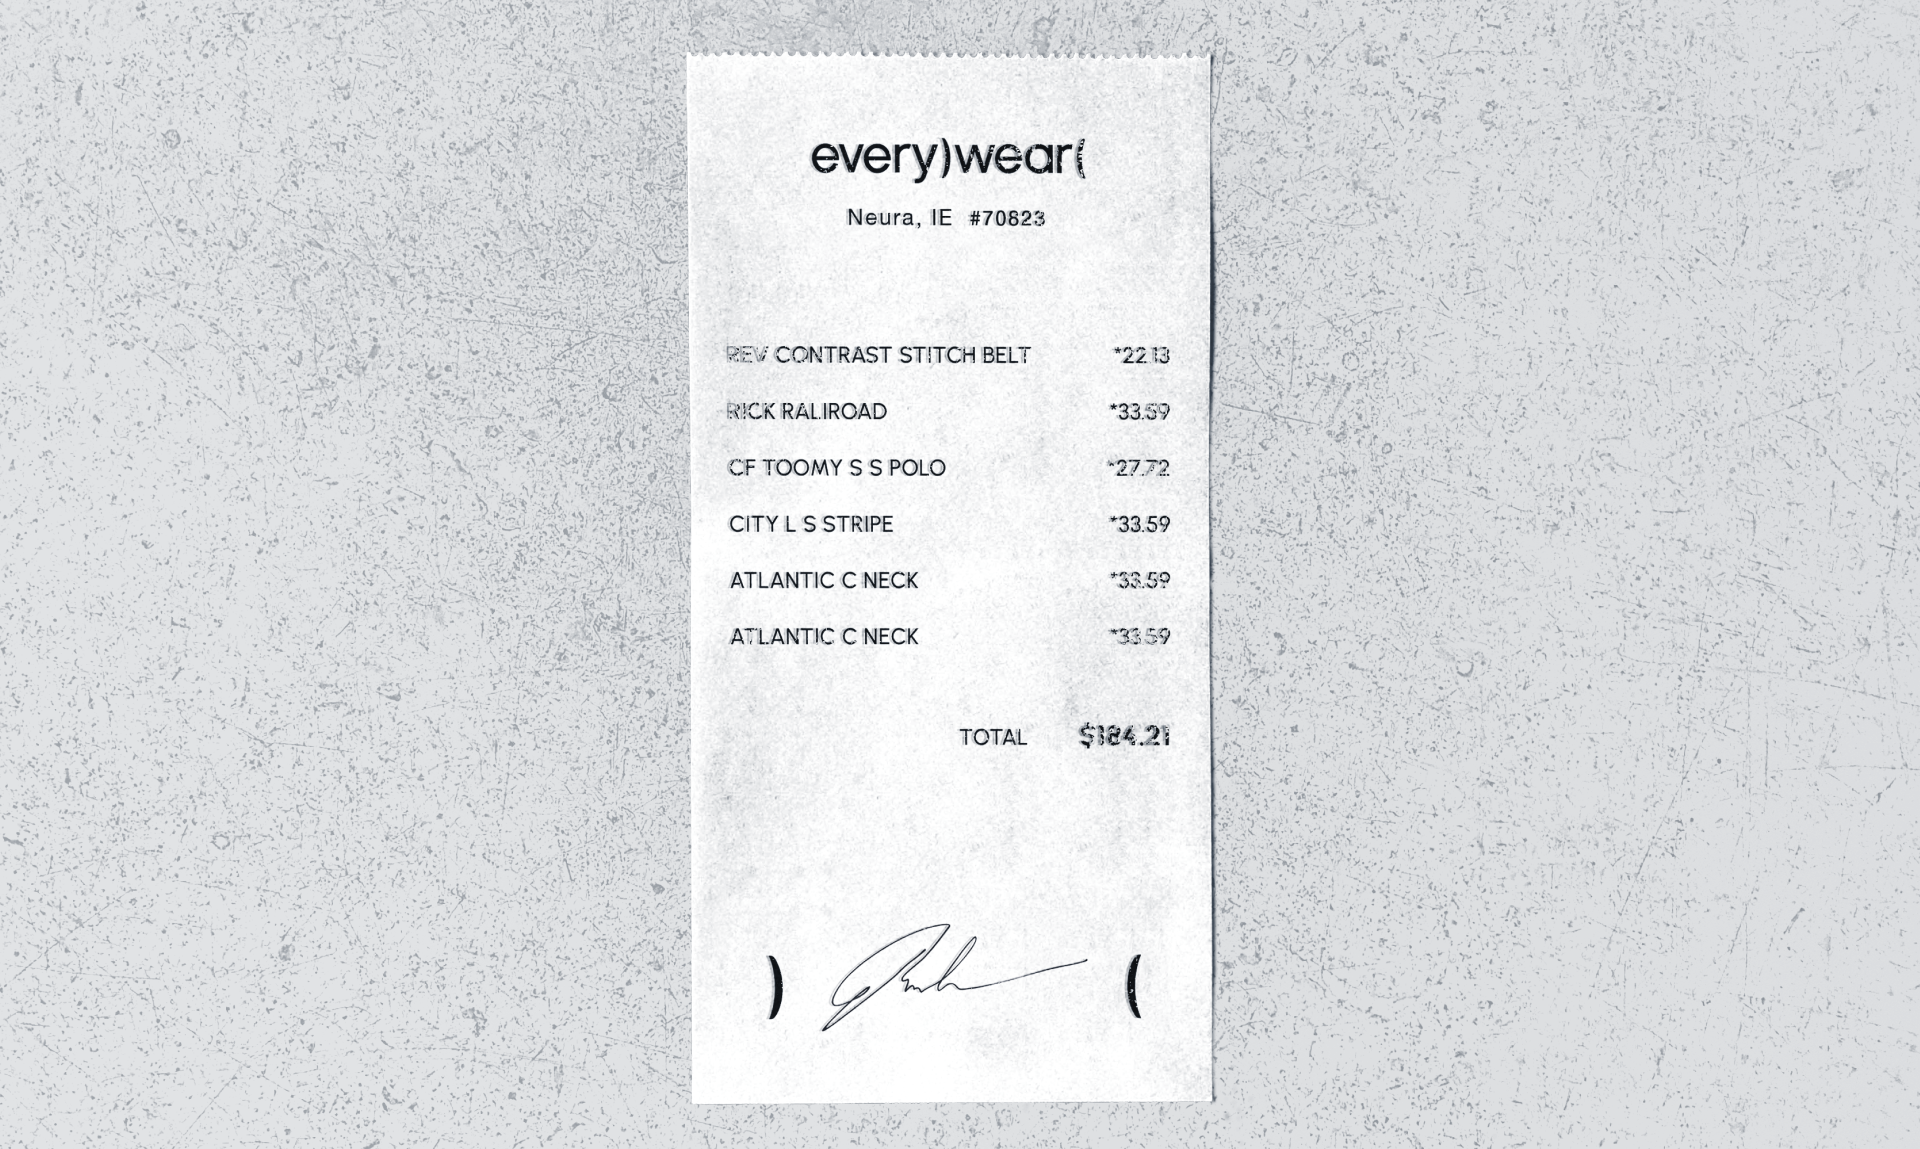 every)wear(
Neura, IE #70823
REV CONTRAST STITCH BELT *22.13
RICK RALIROAD *33.59
CF TOOMY S S POLO *27.72
CITY L S STRIPE *33.59
ATLANTIC C NECK *33.59
ATLANTIC C NECK *33.59
TOTAL $184.21
) (